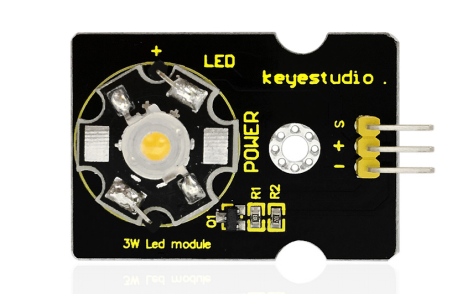 +
LED
keyestudio .
S
+
−
POWER
R1
R2
Q1
3W Led module